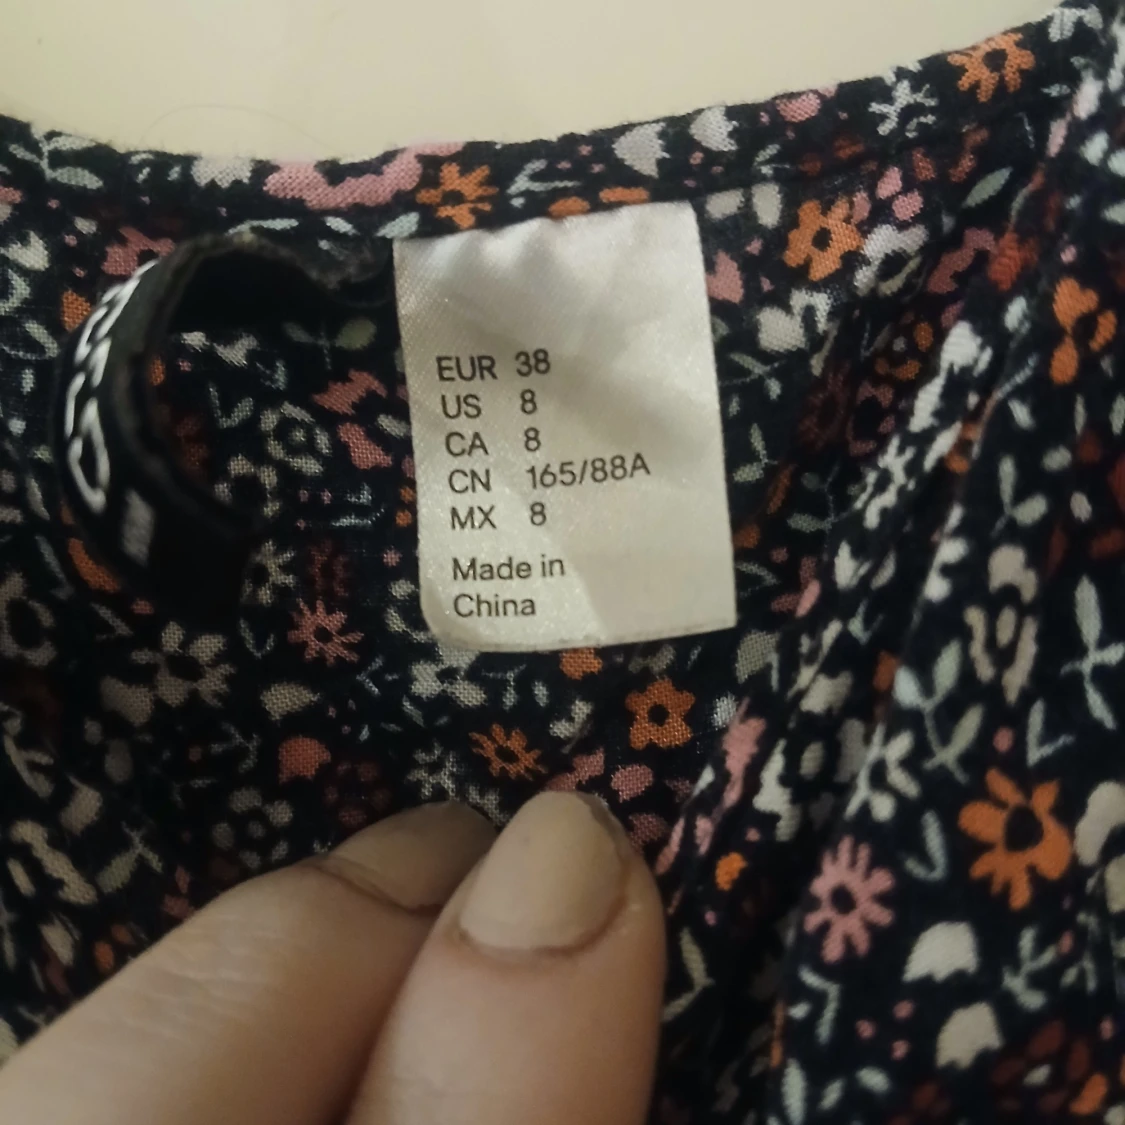 EUR 38
US 8
CA 8
CN 165/88A
MX 8
Made in
China